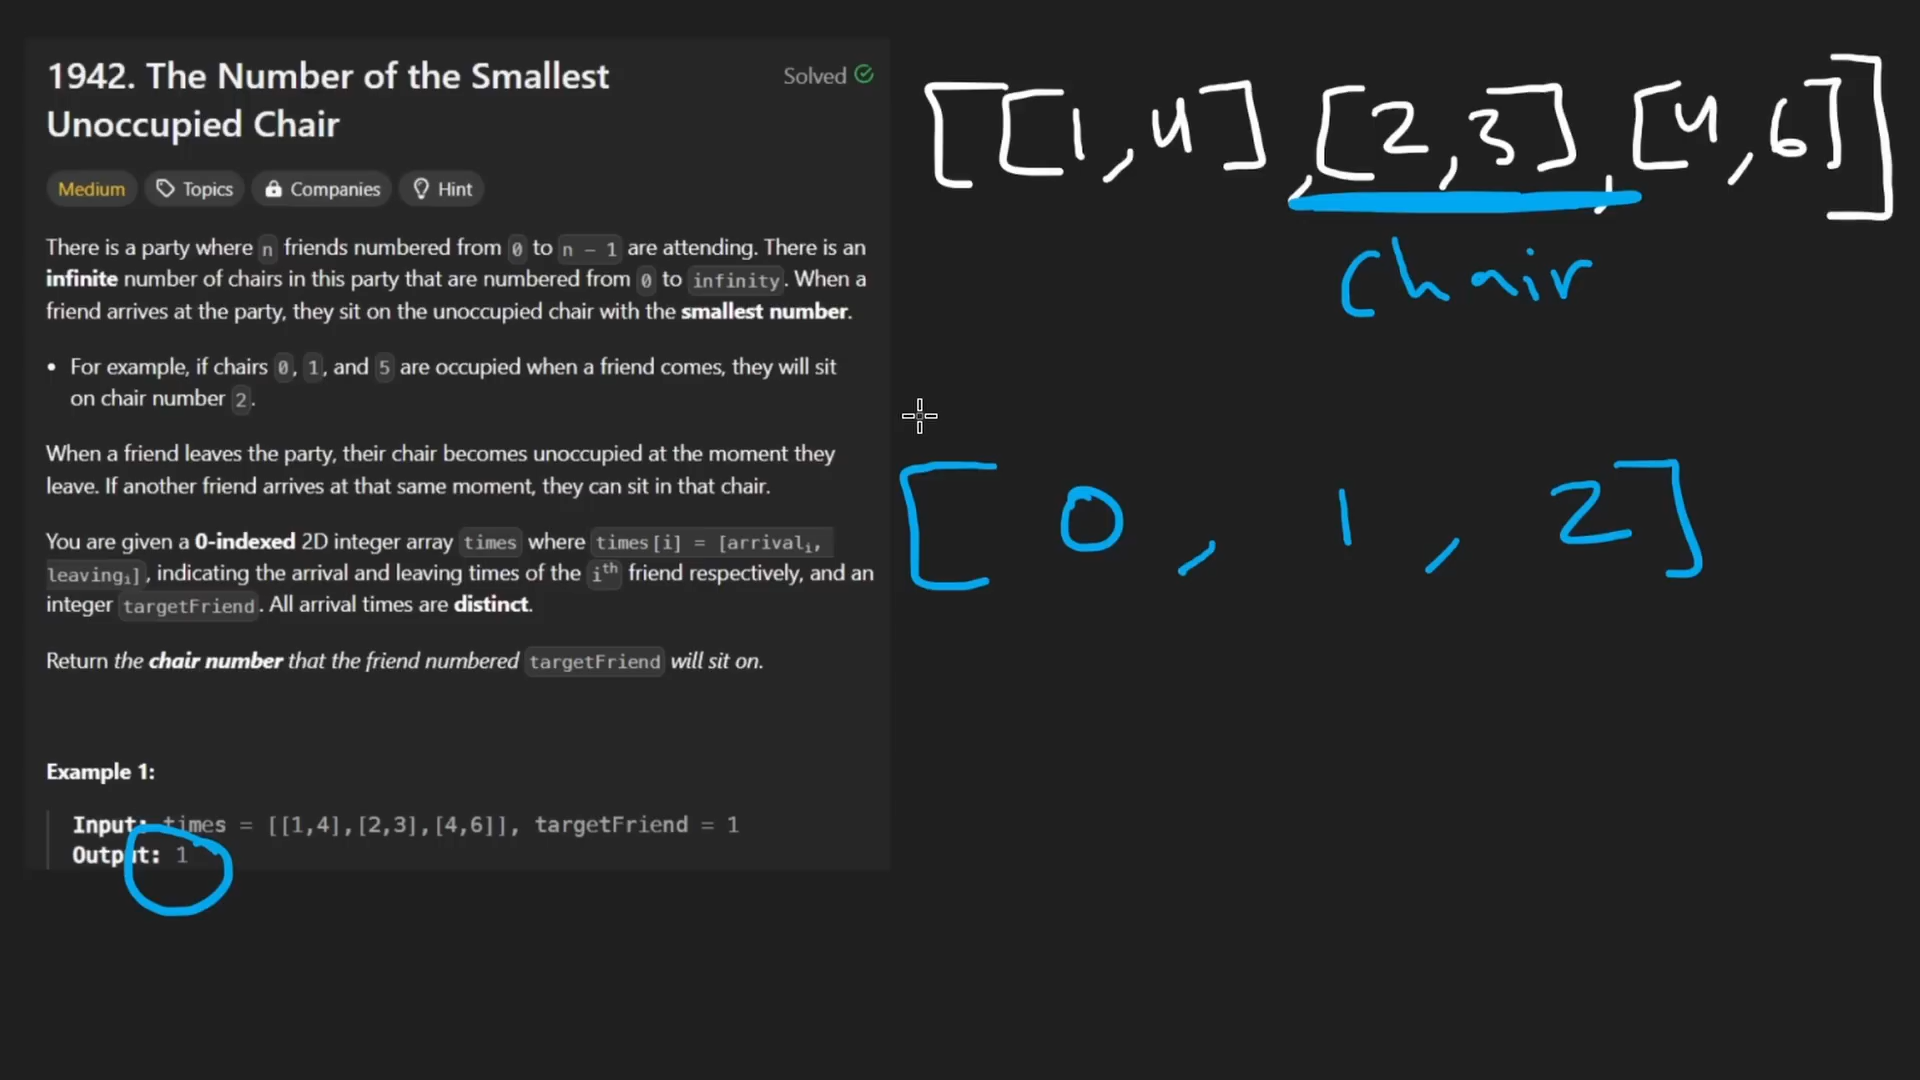 1942. The Number of the Smallest
Unoccupied Chair
Solved
Medium Topics Companies Hint
There is a party where n friends numbered from 0 to n - 1 are attending. There is an
infinite number of chairs in this party that are numbered from 0 to infinity. When a
friend arrives at the party, they sit on the unoccupied chair with the smallest number.
• For example, if chairs 0, 1, and 5 are occupied when a friend comes, they will sit
on chair number 2.
When a friend leaves the party, their chair becomes unoccupied at the moment they
leave. If another friend arrives at that same moment, they can sit in that chair.
You are given a 0-indexed 2D integer array times where times[i] = [arrivalᵢ,
leavingᵢ], indicating the arrival and leaving times of the iᵗʰ friend respectively, and an
integer targetFriend. All arrival times are distinct.
Return the chair number that the friend numbered targetFriend will sit on.
Example 1:
Input: times = [[1,4],[2,3],[4,6]], targetFriend = 1
Output: 1
[[1,4],[2,3],[4,6]]
Chair
[0,1,2]